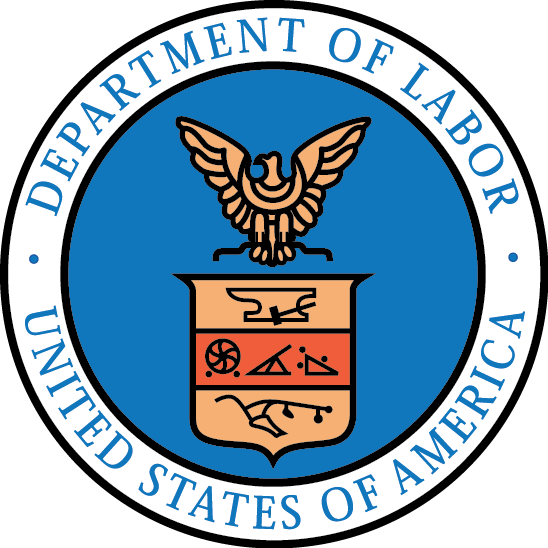 DEPARTMENT OF LABOR
UNITED STATES OF AMERICA